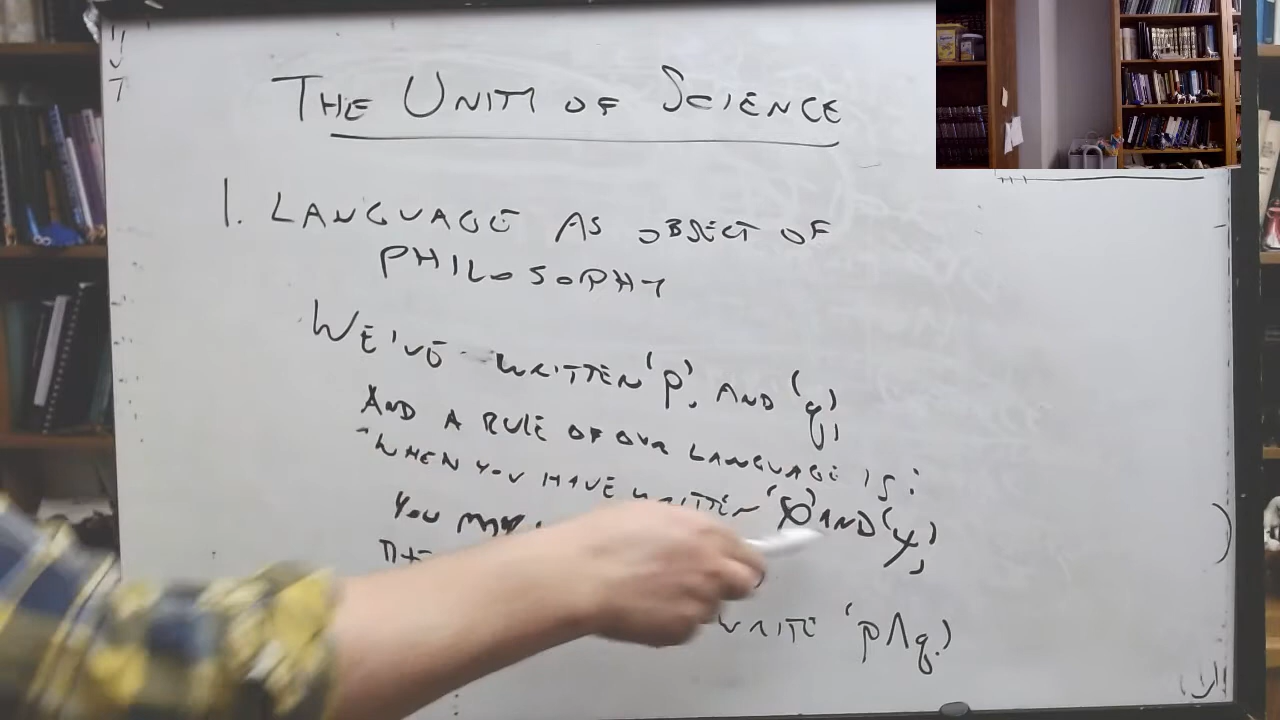 THE UNITY OF SCIENCE
1. LANGUAGE AS OBJECT OF
PHILOSOPHY
WE'VE WRITTEN 'p', AND 'q',
AND A RULE OF OUR LANGUAGE IS:
"WHEN YOU HAVE WRITTEN 'X' AND 'Y',
YOU MAY
WRITE 'p∧q.'